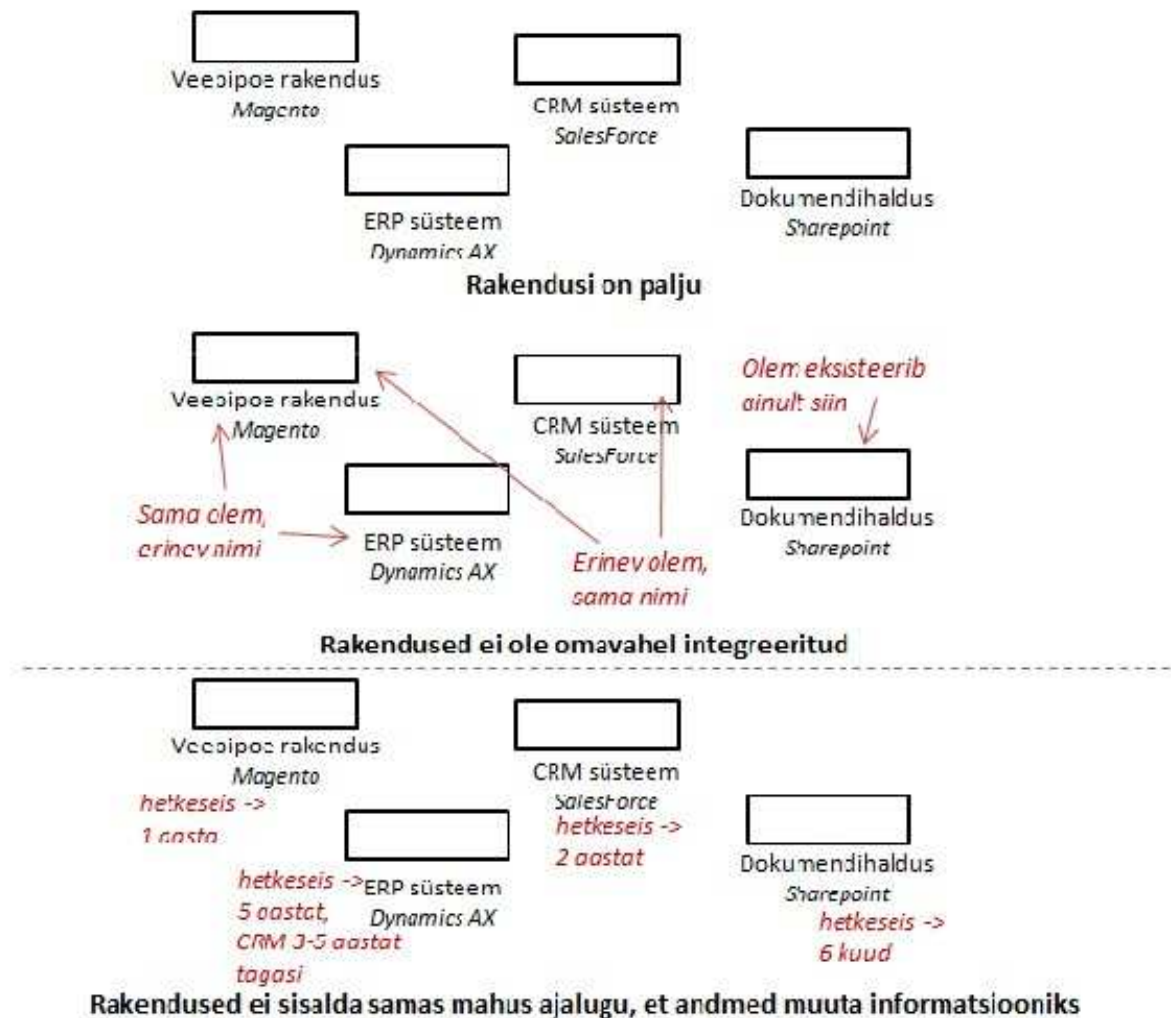 Veebipoe rakendus
Magento
CRM süsteem
SalesForce
ERP süsteem
Dynamics AX
Dokumendihaldus
Sharepoint
Rakendusi on palju
Veebipoe rakendus
Magento
CRM süsteem
SalesForce
Olem eksisteerib
ainult siin
Sama olem,
erinev nimi
ERP süsteem
Dynamics AX
Erinev olem,
sama nimi
Dokumendihaldus
Sharepoint
Rakendused ei ole omavahel integreeritud
Veebipoe rakendus
Magento
hetkeseis ->
1 aasta
CRM süsteem
SalesForce
hetkeseis ->
2 aastat
hetkeseis ->
5 aastat,
CRM 3-5 aastat
tagasi
ERP süsteem
Dynamics AX
Dokumendihaldus
Sharepoint
hetkeseis ->
6 kuud
Rakendused ei sisalda samas mahus ajalugu, et andmed muuta informatsiooniks